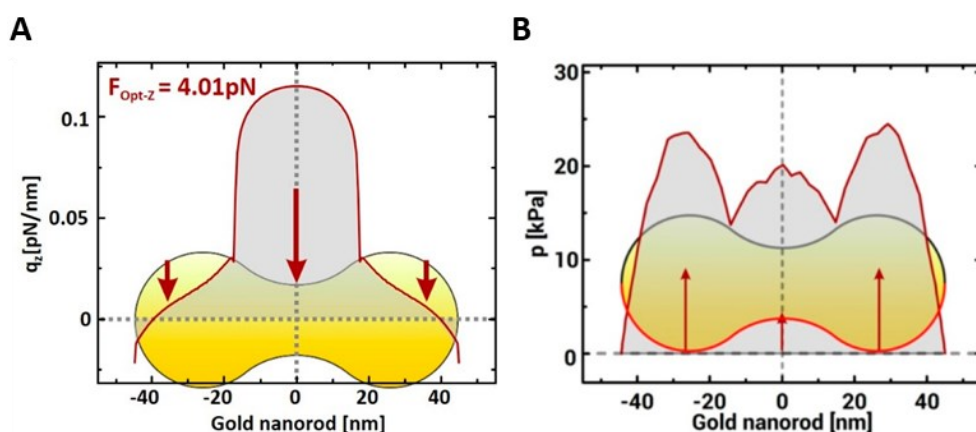 A
B
F_Opt-Z = 4.01pN
q_z[pN/nm]
0.1
0.05
0
-40 -20 0 20 40
Gold nanorod [nm]
p [kPa]
30
20
10
0
-40 -20 0 20 40
Gold nanorod [nm]